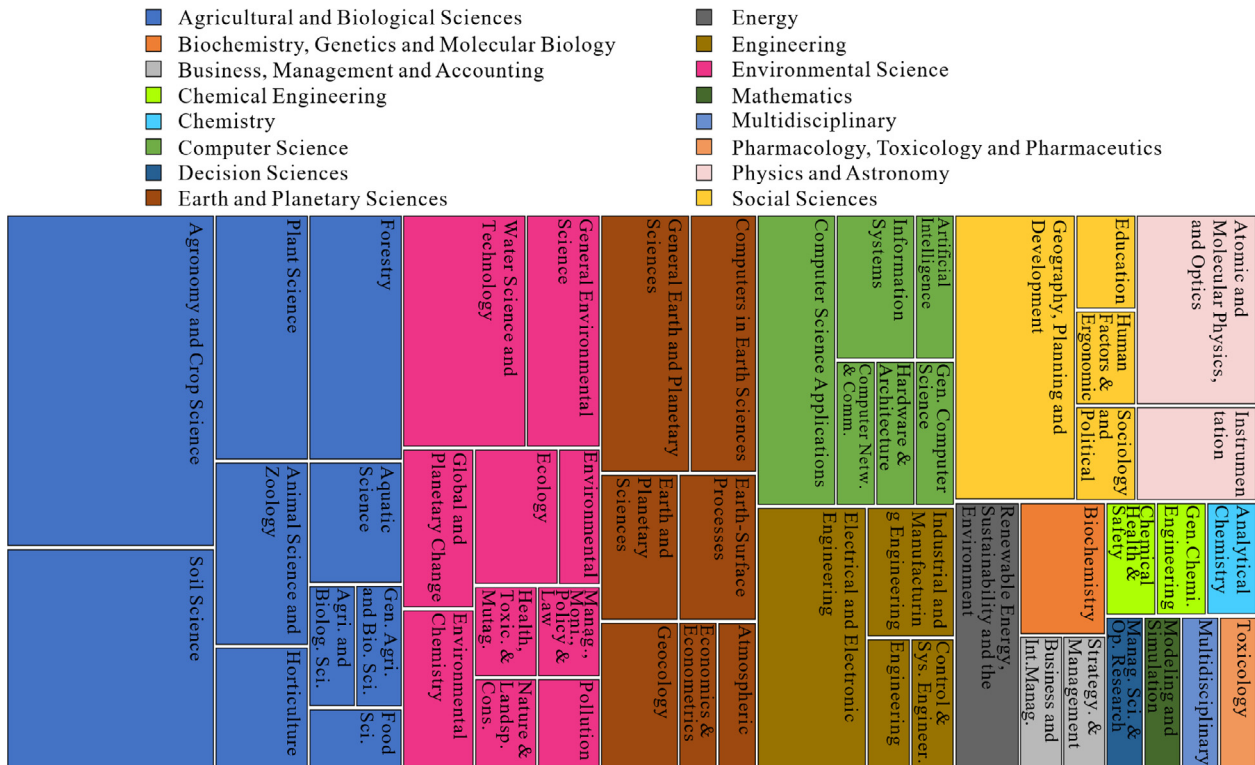 Agricultural and Biological Sciences
Biochemistry, Genetics and Molecular Biology
Business, Management and Accounting
Chemical Engineering
Chemistry
Computer Science
Decision Sciences
Earth and Planetary Sciences
Energy
Engineering
Environmental Science
Mathematics
Multidisciplinary
Pharmacology, Toxicology and Pharmaceutics
Physics and Astronomy
Social Sciences
Agronomy and Crop Science
Soil Science
Plant Science
Animal Science and
Zoology
Horticulture
Forestry
Aquatic
Science
Gen. Agri.
and Bio. Sci.
Agri. and
Biolog. Sci.
Food
Sci.
Water Science and
Technology
General Environmental
Science
Global and
Planetary Change
Ecology
Environmental
Environmental
Chemistry
Health,
Toxic. &
Mutag.
Manag.,
Moni.,
Policy &
Law
Nature &
Landsp.
Cons.
Pollution
General Earth and Planetary
Sciences
Computers in Earth Sciences
Earth and
Planetary
Sciences
Earth-Surface
Processes
Geocology
Economics &
Econometrics
Atmospheric
Computer Science Applications
Information
Systems
Artificial
Intelligence
Computer Netw.
& Comm.
Hardware &
Architecture
Gen. Computer
Science
Electrical and Electronic
Engineering
Industrial and
Manufacturin
g Engineering
Engineering
Control &
Sys. Engineer.
Geography, Planning and
Development
Education
Human
Factors &
Ergonomic
Sociology
and
Political
Atomic and
Molecular Physics,
and Optics
Instrumen
tation
Renewable Energy,
Sustainability and the
Environment
Biochemistry
Strategy. &
Management
Business and
Int.Manag.
Chemical
Health &
Safety
Gen.Chemi.
Engineering
Analytical
Chemistry
Manag. Sci. &
Op. Research
Modeling and
Simulation
Multidisciplinary
Toxicology